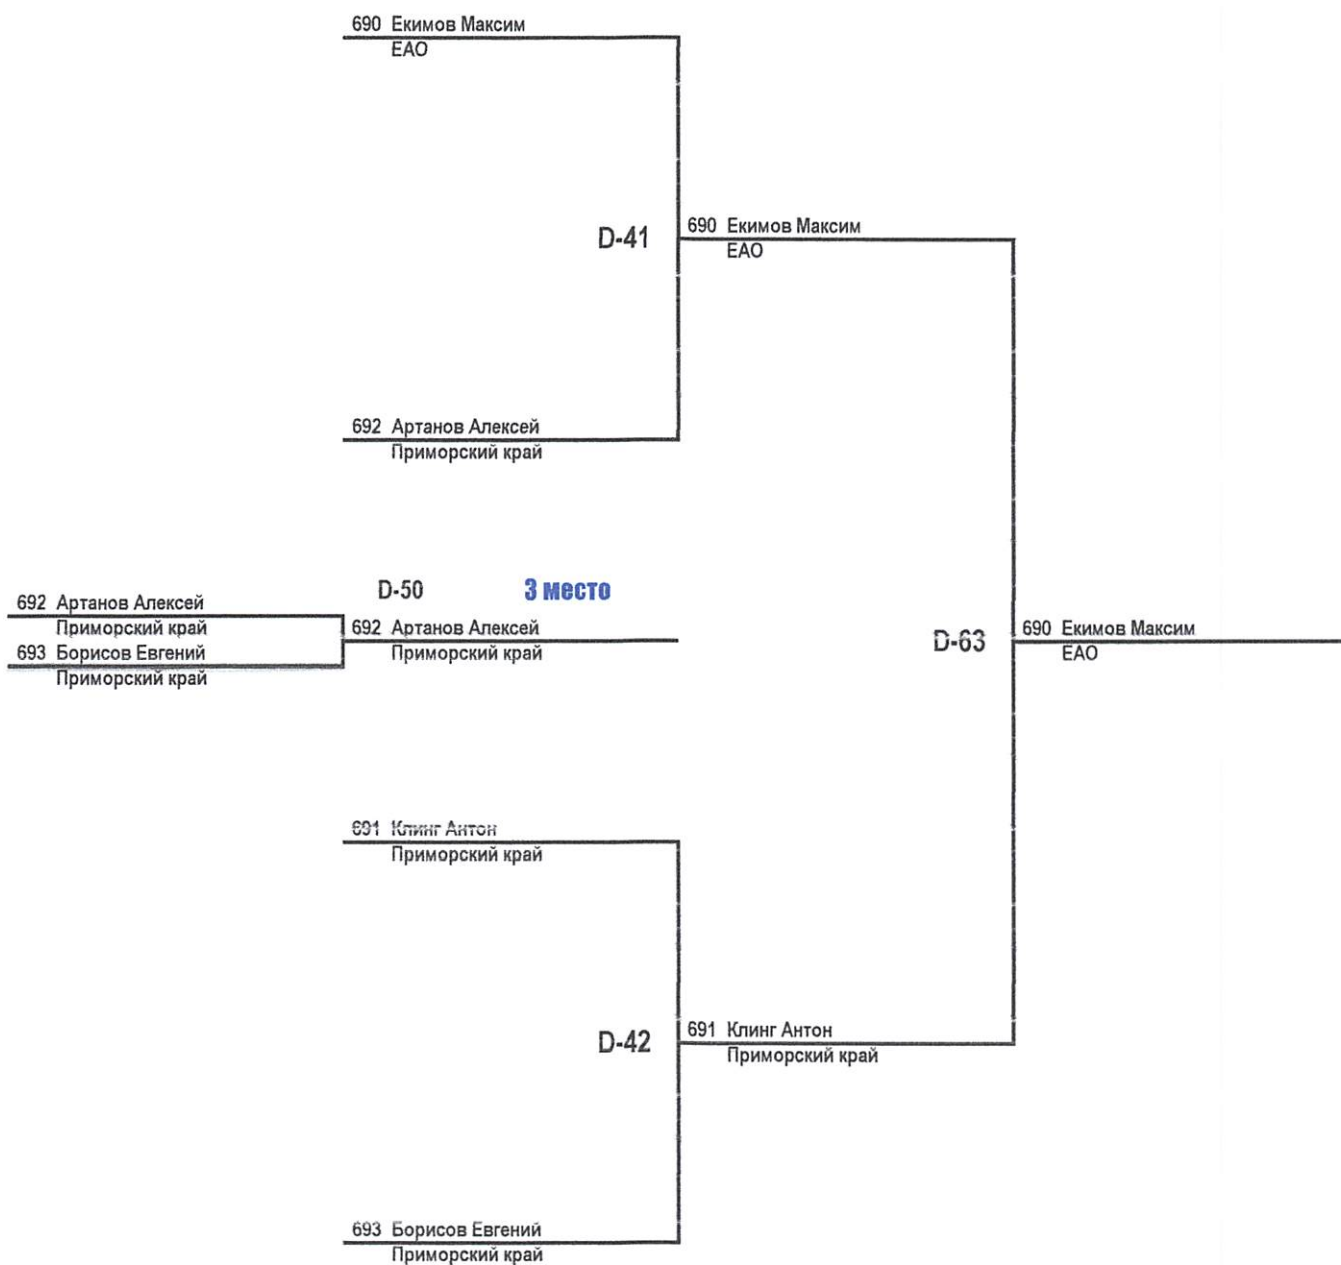 690 Екимов Максим
ЕАО
D-41
690 Екимов Максим
ЕАО
692 Артанов Алексей
Приморский край
D-50
3 место
692 Артанов Алексей
Приморский край
693 Борисов Евгений
Приморский край
692 Артанов Алексей
Приморский край
D-63
690 Екимов Максим
ЕАО
691 Клинг Антон
Приморский край
D-42
691 Клинг Антон
Приморский край
693 Борисов Евгений
Приморский край